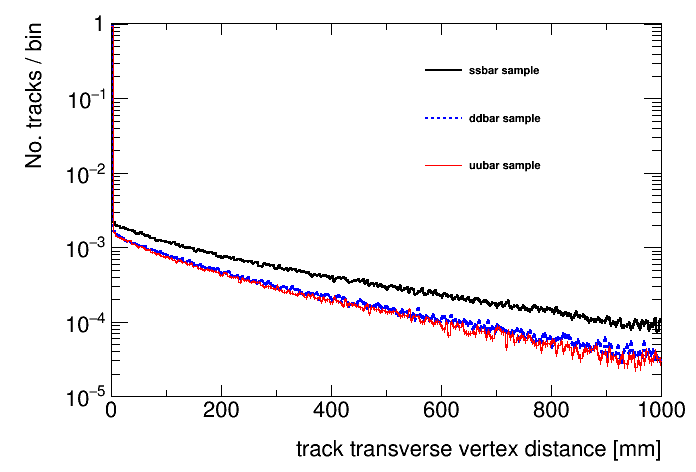 No. tracks / bin
1
10⁻¹
10⁻²
10⁻³
10⁻⁴
10⁻⁵
ssbar sample
ddbar sample
uubar sample
0 200 400 600 800 1000
track transverse vertex distance [mm]